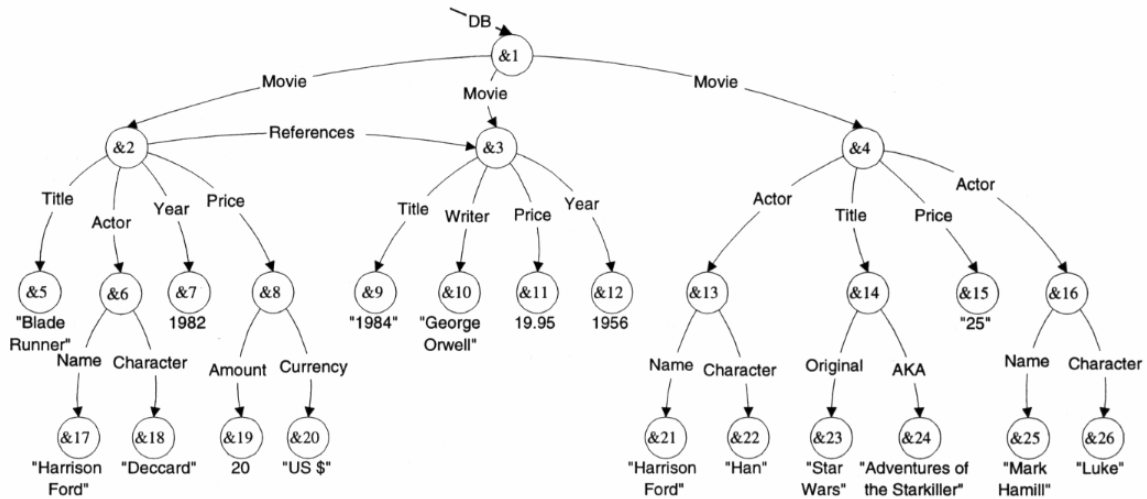 DB
&1
Movie
Movie
Movie
References
&2
&3
&4
Title
Actor
Year
Price
Title
Writer
Price
Year
Actor
Title
Price
Actor
&5
&6
&7
&8
&9
&10
&11
&12
&13
&14
&15
&16
"Blade
Runner"
1982
"1984"
"George
Orwell"
19.95
1956
"25"
Name
Character
Amount
Currency
Name
Character
Original
AKA
Name
Character
&17
&18
&19
&20
&21
&22
&23
&24
&25
&26
"Harrison
Ford"
"Deccard"
20
"US $"
"Harrison
Ford"
"Han"
"Star
Wars"
"Adventures of
the Starkiller"
"Mark
Hamill"
"Luke"